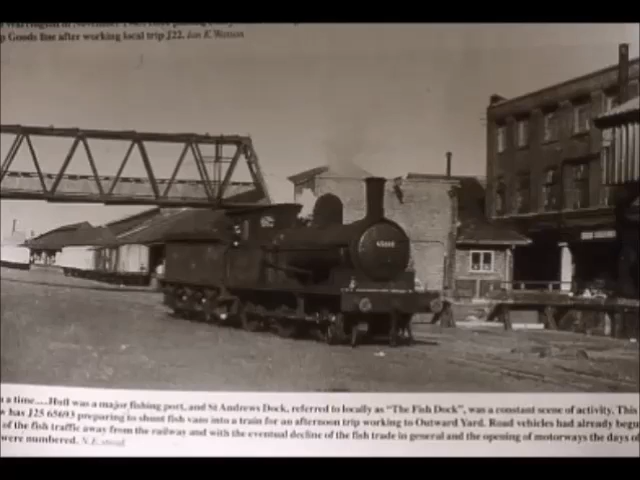 p Goods line after working local trip J22. Ian K. Watson
65693
a time....Hull was a major fishing port, and St Andrews Dock, referred to locally as "The Fish Dock", was a constant scene of activity. This
w has J25 65693 preparing to shunt fish vans into a train for an afternoon trip working to Outward Yard. Road vehicles had already begu
of the fish traffic away from the railway and with the eventual decline of the fish trade in general and the opening of motorways the days o
were numbered.